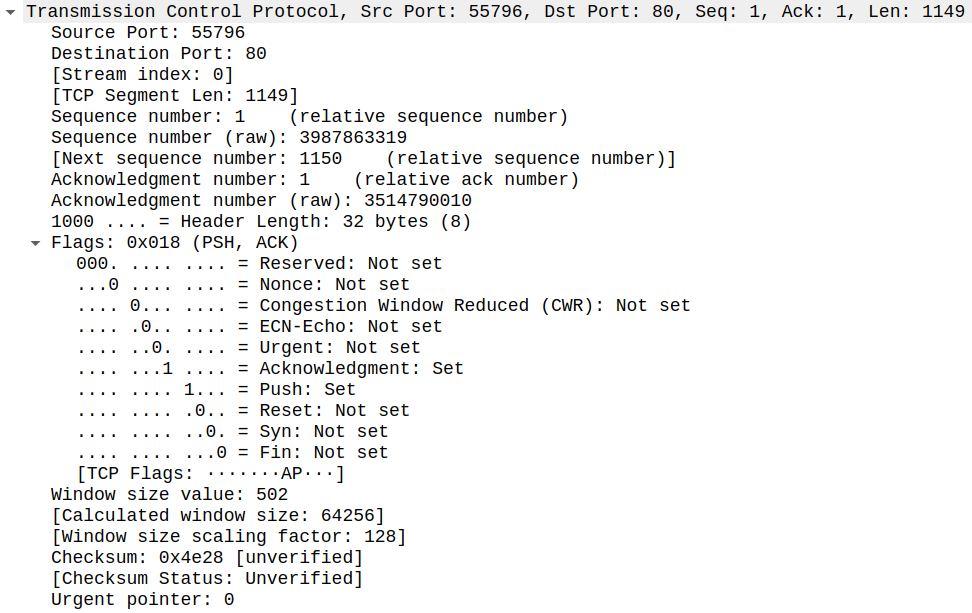 Transmission Control Protocol, Src Port: 55796, Dst Port: 80, Seq: 1, Ack: 1, Len: 1149
Source Port: 55796
Destination Port: 80
[Stream index: 0]
[TCP Segment Len: 1149]
Sequence number: 1    (relative sequence number)
Sequence number (raw): 3987863319
[Next sequence number: 1150    (relative sequence number)]
Acknowledgment number: 1    (relative ack number)
Acknowledgment number (raw): 3514790010
1000 .... = Header Length: 32 bytes (8)
Flags: 0x018 (PSH, ACK)
000. .... .... = Reserved: Not set
...0 .... .... = Nonce: Not set
.... 0... .... = Congestion Window Reduced (CWR): Not set
.... .0.. .... = ECN-Echo: Not set
.... ..0. .... = Urgent: Not set
.... ...1 .... = Acknowledgment: Set
.... .... 1... = Push: Set
.... .... .0.. = Reset: Not set
.... .... ..0. = Syn: Not set
.... .... ...0 = Fin: Not set
[TCP Flags: ·······AP···]
Window size value: 502
[Calculated window size: 64256]
[Window size scaling factor: 128]
Checksum: 0x4e28 [unverified]
[Checksum Status: Unverified]
Urgent pointer: 0